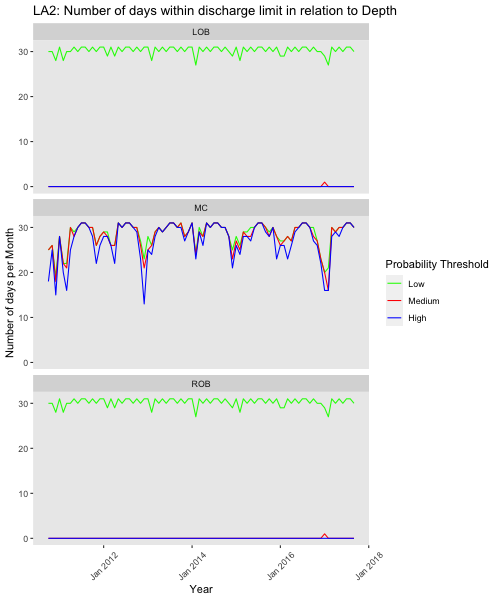 LA2: Number of days within discharge limit in relation to Depth
LOB
30
20
10
0
MC
30
20
10
0
ROB
30
20
10
0
Number of days per Month
Jan 2012
Jan 2014
Jan 2016
Jan 2018
Year
Probability Threshold
Low
Medium
High